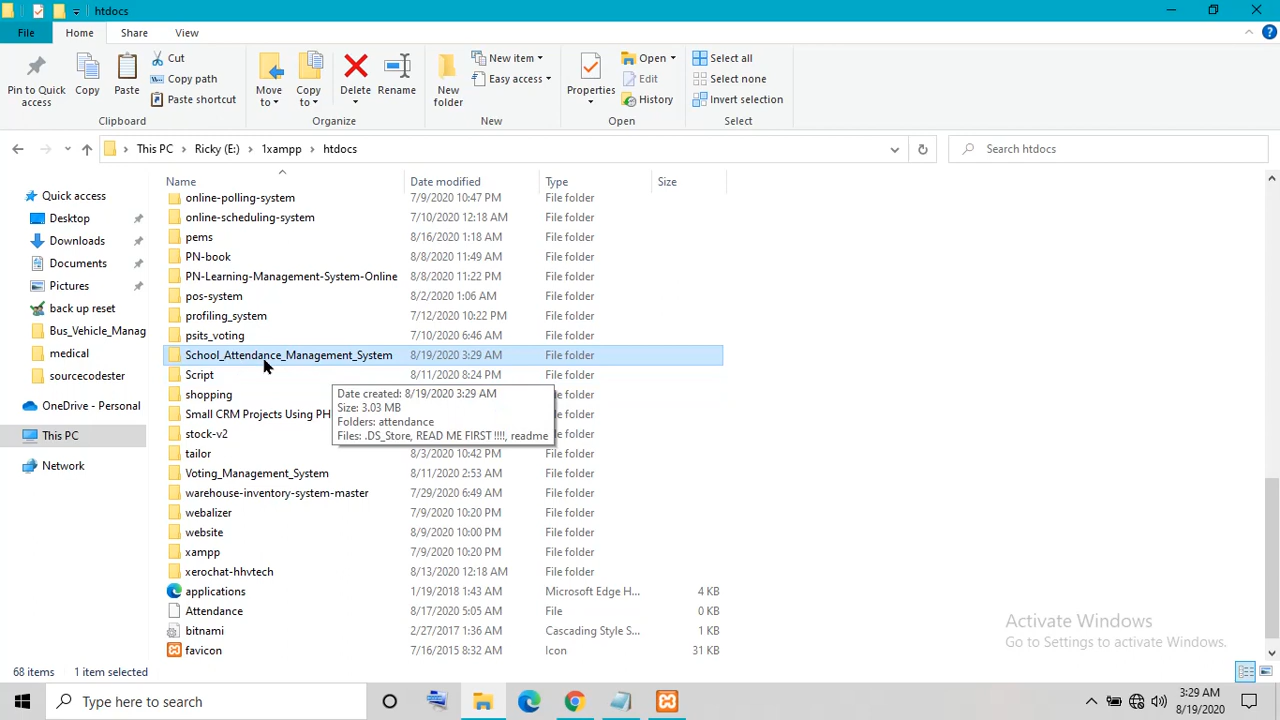 htdocs
File Home Share View
Pin to Quick access
Copy
Paste
Cut
Copy path
Paste shortcut
Clipboard
Move to
Copy to
Delete
Rename
Organize
New folder
New item
Easy access
New
Properties
Open
Edit
History
Open
Select all
Select none
Invert selection
Select
This PC > Ricky (E:) > 1xampp > htdocs
Search htdocs
Quick access
Desktop
Downloads
Documents
Pictures
back up reset
Bus_Vehicle_Manag
medical
sourcecodester
OneDrive - Personal
This PC
Network
Name Date modified Type Size
online-polling-system 7/9/2020 10:47 PM File folder
online-scheduling-system 7/10/2020 12:18 AM File folder
pems 8/16/2020 1:18 AM File folder
PN-book 8/8/2020 11:49 AM File folder
PN-Learning-Management-System-Online 8/8/2020 11:22 PM File folder
pos-system 8/2/2020 1:06 AM File folder
profiling_system 7/12/2020 10:22 PM File folder
psits_voting 7/10/2020 6:46 AM File folder
School_Attendance_Management_System 8/19/2020 3:29 AM File folder
Script 8/11/2020 8:24 PM File folder
shopping File folder
Small CRM Projects Using PH File folder
stock-v2 File folder
Date created: 8/19/2020 3:29 AM
Size: 3.03 MB
Folders: attendance
Files: .DS_Store, READ ME FIRST !!!!, readme
tailor 8/3/2020 10:42 PM File folder
Voting_Management_System 8/11/2020 2:53 AM File folder
warehouse-inventory-system-master 7/29/2020 6:49 AM File folder
webalizer 7/9/2020 10:20 PM File folder
website 8/9/2020 10:00 PM File folder
xampp 7/9/2020 10:20 PM File folder
xerochat-hhvtech 8/13/2020 12:18 AM File folder
applications 1/19/2018 1:43 AM Microsoft Edge H... 4 KB
Attendance 8/17/2020 5:05 AM File 0 KB
bitnami 2/27/2017 1:36 AM Cascading Style S... 1 KB
favicon 7/16/2015 8:32 AM Icon 31 KB
Activate Windows
Go to Settings to activate Windows.
68 items 1 item selected
Type here to search
3:29 AM
8/19/2020